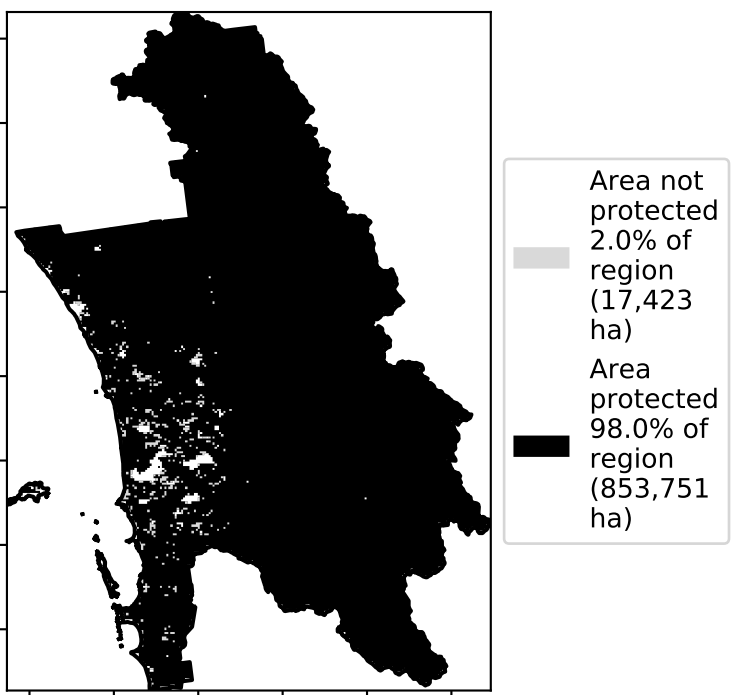 Area not
protected
2.0% of
region
(17,423
ha)
Area
protected
98.0% of
region
(853,751
ha)